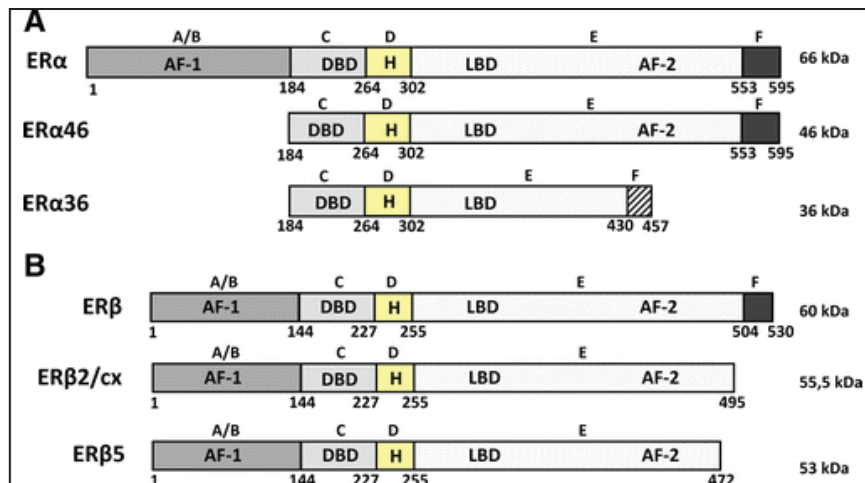 A
A/B C D E F
ERα AF-1 DBD H LBD AF-2 66 kDa
1 184 264 302 553 595
C D E F
ERα46 DBD H LBD AF-2 46 kDa
184 264 302 553 595
C D E F
ERα36 DBD H LBD 36 kDa
184 264 302 430 457
B
A/B C D E F
ERβ AF-1 DBD H LBD AF-2 60 kDa
1 144 227 255 504 530
A/B C D E
ERβ2/cx AF-1 DBD H LBD AF-2 55,5 kDa
1 144 227 255 495
A/B C D E
ERβ5 AF-1 DBD H LBD AF-2 53 kDa
1 144 227 255 472